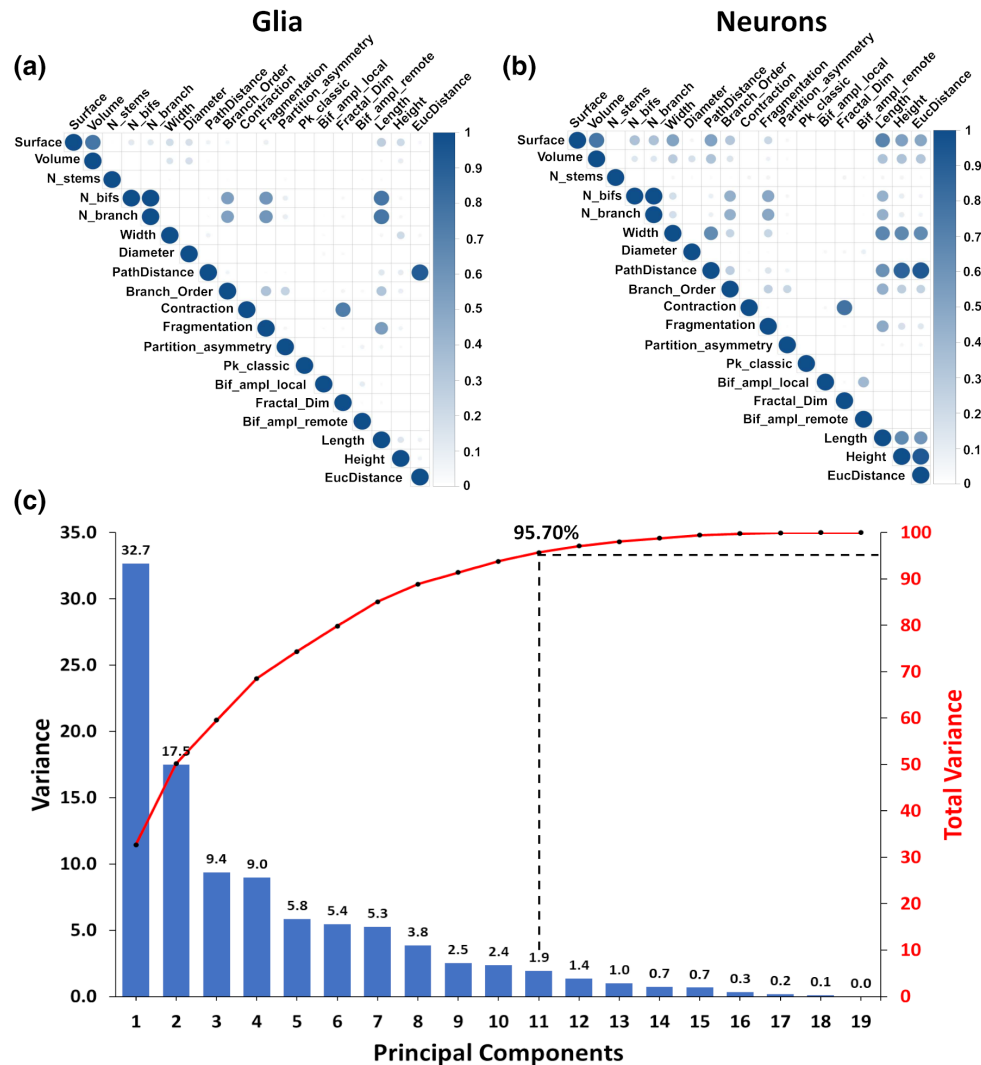 Glia
Neurons
(a)
Surface
Volume
N_stems
N_bifs
N_branch
Width
Diameter
PathDistance
Branch_Order
Contraction
Fragmentation
Partition_asymmetry
Pk_classic
Bif_ampl_local
Fractal_Dim
Bif_ampl_remote
Length
Height
EucDistance
Surface
Volume
N_stems
N_bifs
N_branch
Width
Diameter
PathDistance
Branch_Order
Contraction
Fragmentation
Partition_asymmetry
Pk_classic
Bif_ampl_local
Fractal_Dim
Bif_ampl_remote
Length
Height
EucDistance
1
0.9
0.8
0.7
0.6
0.5
0.4
0.3
0.2
0.1
0
(b)
Surface
Volume
N_stems
N_bifs
N_branch
Width
Diameter
PathDistance
Branch_Order
Contraction
Fragmentation
Partition_asymmetry
Pk_classic
Bif_ampl_local
Fractal_Dim
Bif_ampl_remote
Length
Height
EucDistance
Surface
Volume
N_stems
N_bifs
N_branch
Width
Diameter
PathDistance
Branch_Order
Contraction
Fragmentation
Partition_asymmetry
Pk_classic
Bif_ampl_local
Fractal_Dim
Bif_ampl_remote
Length
Height
EucDistance
1
0.9
0.8
0.7
0.6
0.5
0.4
0.3
0.2
0.1
0
(c)
Variance
35.0
30.0
25.0
20.0
15.0
10.0
5.0
0.0
32.7
17.5
9.4
9.0
5.8
5.4
5.3
3.8
2.5
2.4
1.9
1.4
1.0
0.7
0.7
0.3
0.2
0.1
0.0
95.70%
100
90
80
70
60
50
40
30
20
10
0
Total Variance
1 2 3 4 5 6 7 8 9 10 11 12 13 14 15 16 17 18 19
Principal Components